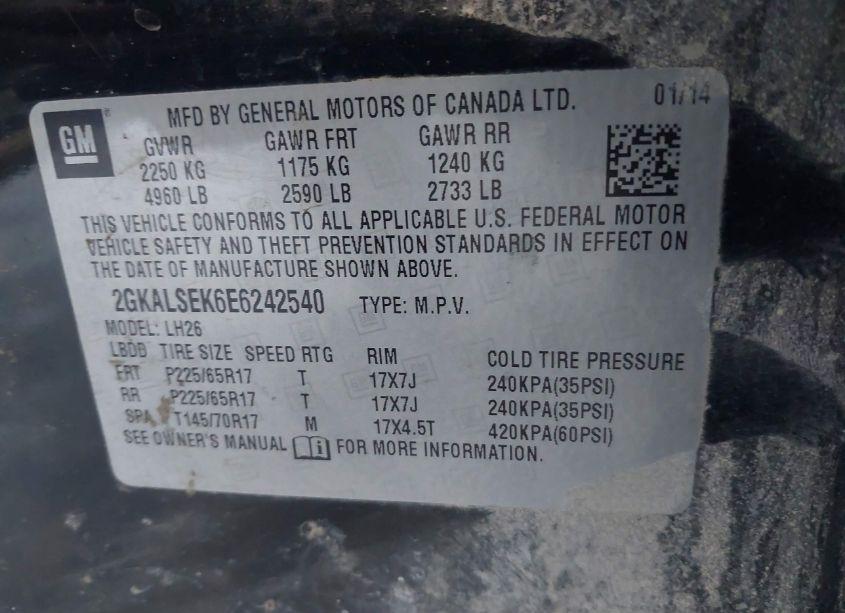 GM
MFD BY GENERAL MOTORS OF CANADA LTD. 01/14
GVWR GAWR FRT GAWR RR
2250 KG 1175 KG 1240 KG
4960 LB 2590 LB 2733 LB
THIS VEHICLE CONFORMS TO ALL APPLICABLE U.S. FEDERAL MOTOR
VEHICLE SAFETY AND THEFT PREVENTION STANDARDS IN EFFECT ON
THE DATE OF MANUFACTURE SHOWN ABOVE.
2GKALSEK6E6242540 TYPE: M.P.V.
MODEL: LH26
LBDB TIRE SIZE SPEED RTG RIM COLD TIRE PRESSURE
FRT P225/65R17 T 17X7J 240KPA(35PSI)
RR P225/65R17 T 17X7J 240KPA(35PSI)
SPA T145/70R17 M 17X4.5T 420KPA(60PSI)
SEE OWNER'S MANUAL FOR MORE INFORMATION.